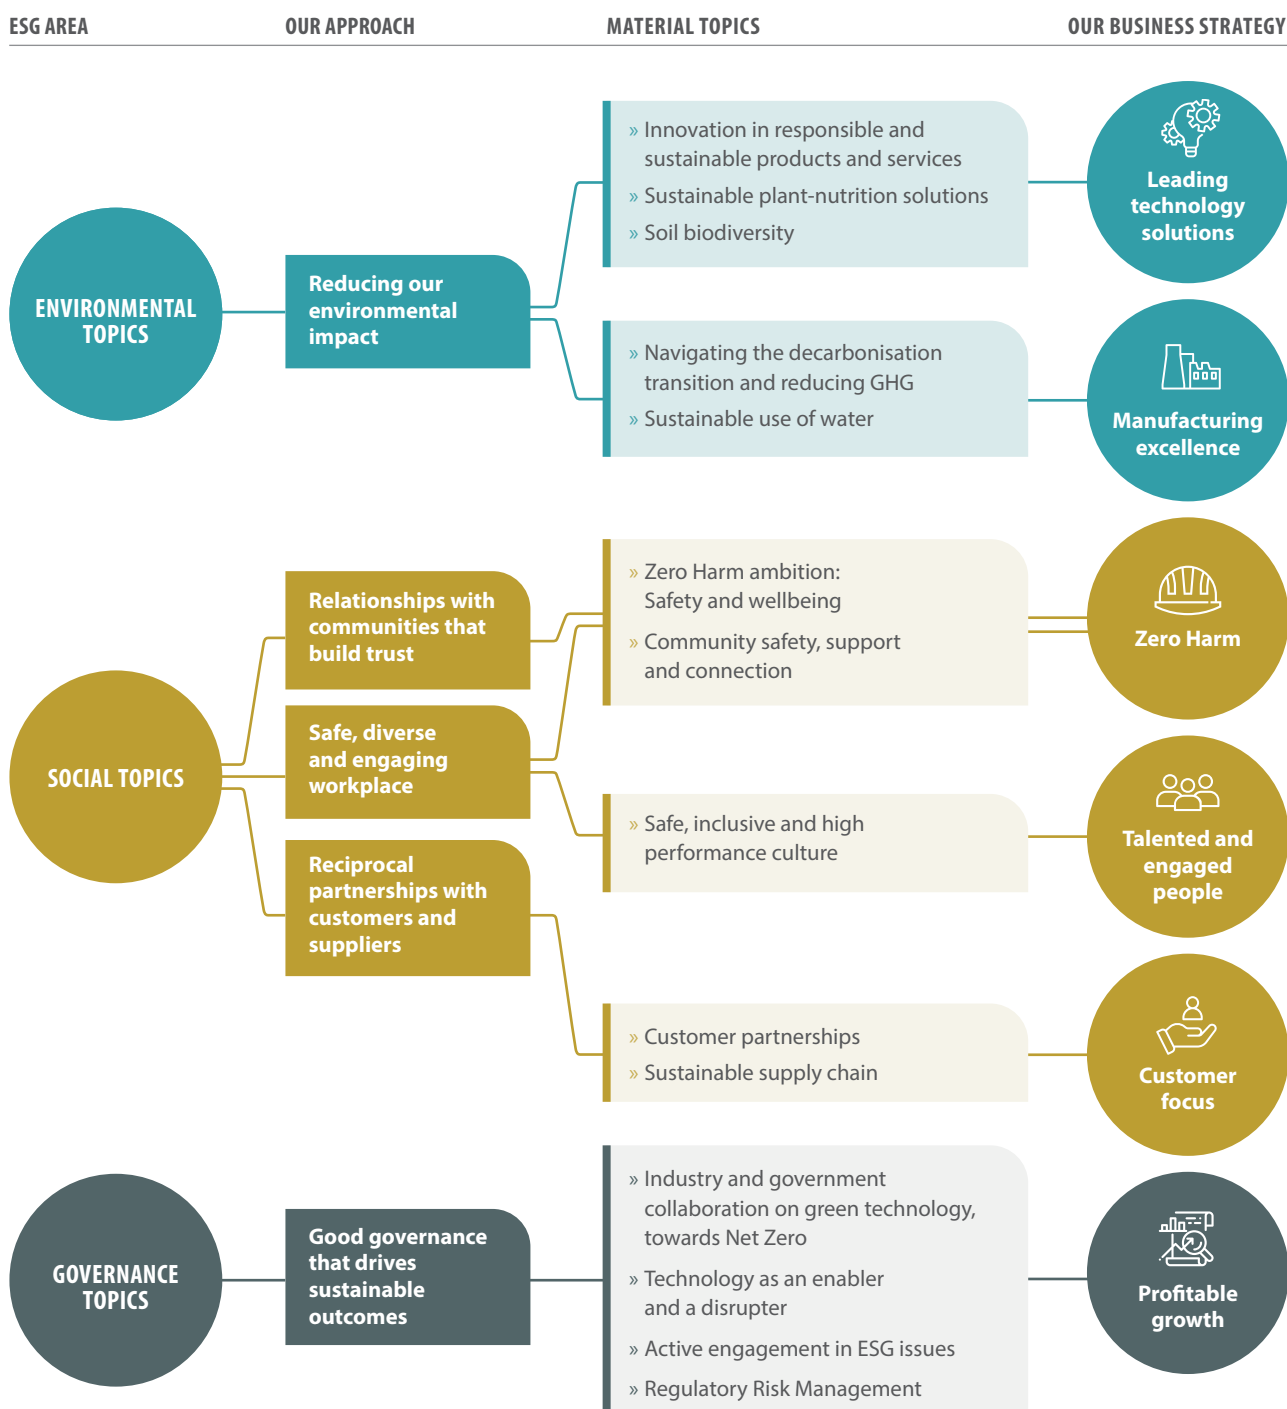 ESG AREA
OUR APPROACH
MATERIAL TOPICS
OUR BUSINESS STRATEGY
ENVIRONMENTAL
TOPICS
Reducing our
environmental
impact
» Innovation in responsible and
sustainable products and services
» Sustainable plant-nutrition solutions
» Soil biodiversity
Leading
technology
solutions
» Navigating the decarbonisation
transition and reducing GHG
» Sustainable use of water
Manufacturing
excellence
SOCIAL TOPICS
Relationships with
communities that
build trust
Safe, diverse
and engaging
workplace
Reciprocal
partnerships with
customers and
suppliers
» Zero Harm ambition:
Safety and wellbeing
» Community safety, support
and connection
Zero Harm
» Safe, inclusive and high
performance culture
Talented and
engaged
people
» Customer partnerships
» Sustainable supply chain
Customer
focus
GOVERNANCE
TOPICS
Good governance
that drives
sustainable
outcomes
» Industry and government
collaboration on green technology,
towards Net Zero
» Technology as an enabler
and a disrupter
» Active engagement in ESG issues
» Regulatory Risk Management
Profitable
growth